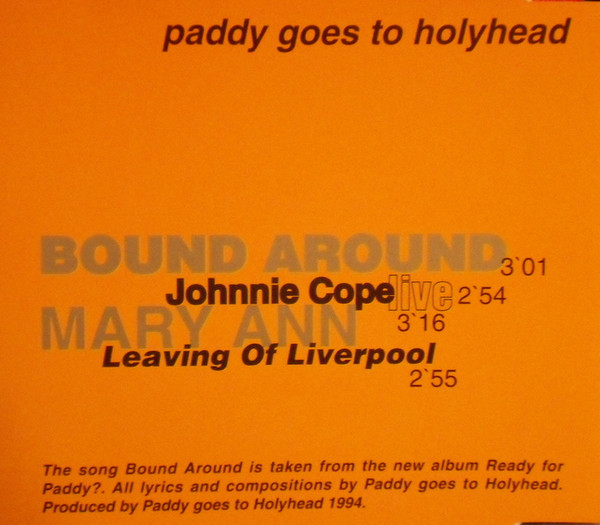 paddy goes to holyhead
BOUND AROUND 3`01
Johnnie Cope live 2`54
MARY ANN 3`16
Leaving Of Liverpool
2`55
The song Bound Around is taken from the new album Ready for
Paddy?. All lyrics and compositions by Paddy goes to Holyhead.
Produced by Paddy goes to Holyhead 1994.